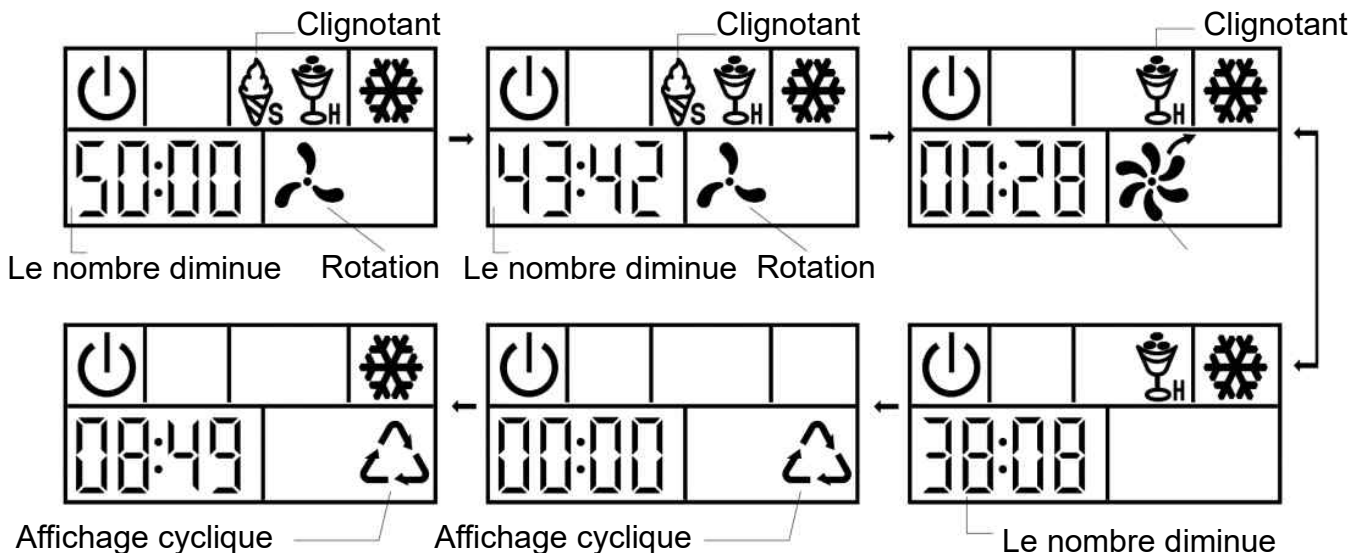 Clignotant Clignotant Clignotant
S H S H H
50:00 43:42 00:28
Le nombre diminue Rotation Le nombre diminue Rotation
H
08:49 00:00 38:08
Affichage cyclique Affichage cyclique Le nombre diminue